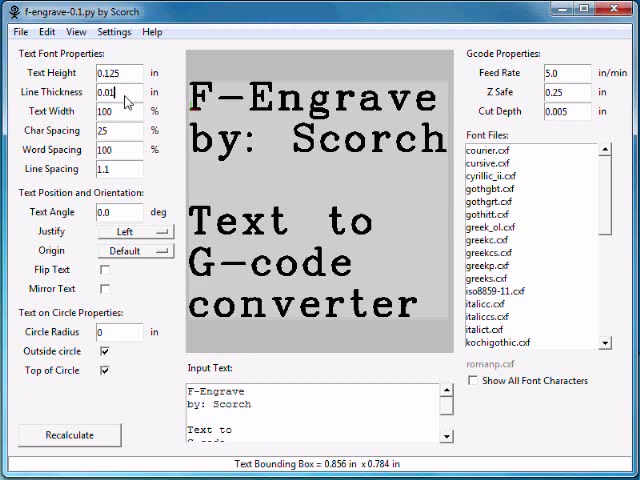 f-engrave-0.1.py by Scorch
File Edit View Settings Help
Text Font Properties:
Text Height 0.125 in
Line Thickness 0.01 in
Text Width 100 %
Char Spacing 25 %
Word Spacing 100 %
Line Spacing 1.1
Text Position and Orientation:
Text Angle 0.0 deg
Justify Left
Origin Default
Flip Text
Mirror Text
Text on Circle Properties:
Circle Radius 0 in
Outside circle
Top of Circle
Recalculate
F-Engrave
by: Scorch
Text to
G-code
converter
Input Text:
F-Engrave
by: Scorch
Text to
G-code
Gcode Properties:
Feed Rate 5.0 in/min
Z Safe 0.25 in
Cut Depth 0.005 in
Font Files:
courier.cxf
cursive.cxf
cyrillic_ii.cxf
gothgbt.cxf
gothgrt.cxf
gothitt.cxf
greek_ol.cxf
greekc.cxf
greekcs.cxf
greekp.cxf
greeks.cxf
iso8859-11.cxf
italicc.cxf
italiccs.cxf
italict.cxf
kochigothic.cxf
romanp.cxf
Show All Font Characters
Text Bounding Box = 0.856 in x 0.784 in